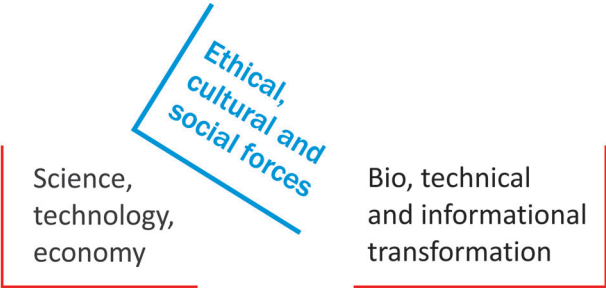 Ethical,
cultural and
social forces
Science,
technology,
economy
Bio, technical
and informational
transformation